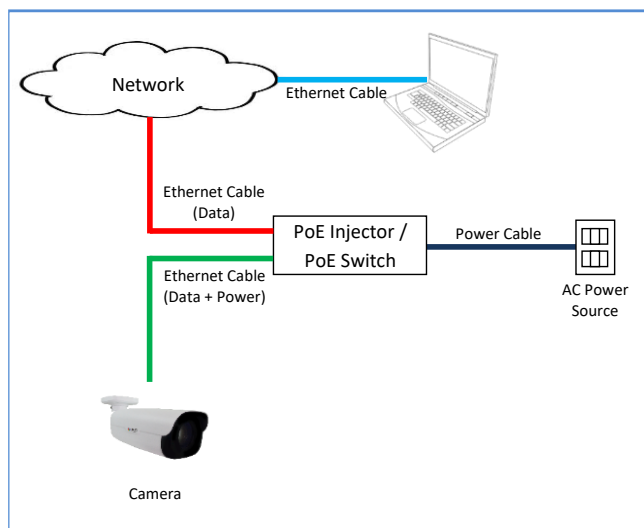 Network
Ethernet Cable
Ethernet Cable
(Data)
PoE Injector /
PoE Switch
Power Cable
Ethernet Cable
(Data + Power)
AC Power
Source
Camera